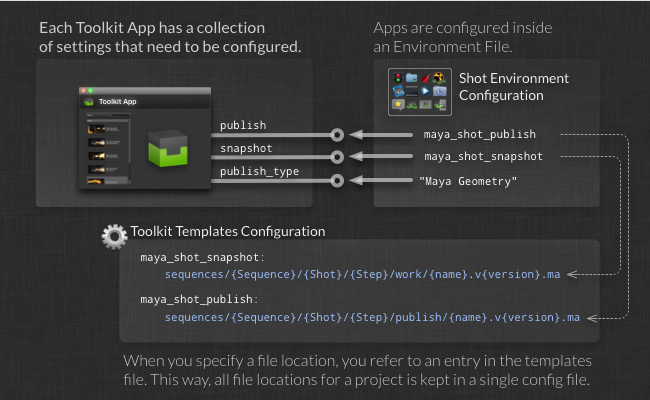 Each Toolkit App has a collection
of settings that need to be configured.
Apps are configured inside
an Environment File.
Toolkit App
publish
snapshot
publish_type
Shot Environment
Configuration
maya_shot_publish
maya_shot_snapshot
"Maya Geometry"
Toolkit Templates Configuration
maya_shot_snapshot:
sequences/{Sequence}/{Shot}/{Step}/work/{name}.v{version}.ma
maya_shot_publish:
sequences/{Sequence}/{Shot}/{Step}/publish/{name}.v{version}.ma
When you specify a file location, you refer to an entry in the templates
file. This way, all file locations for a project is kept in a single config file.